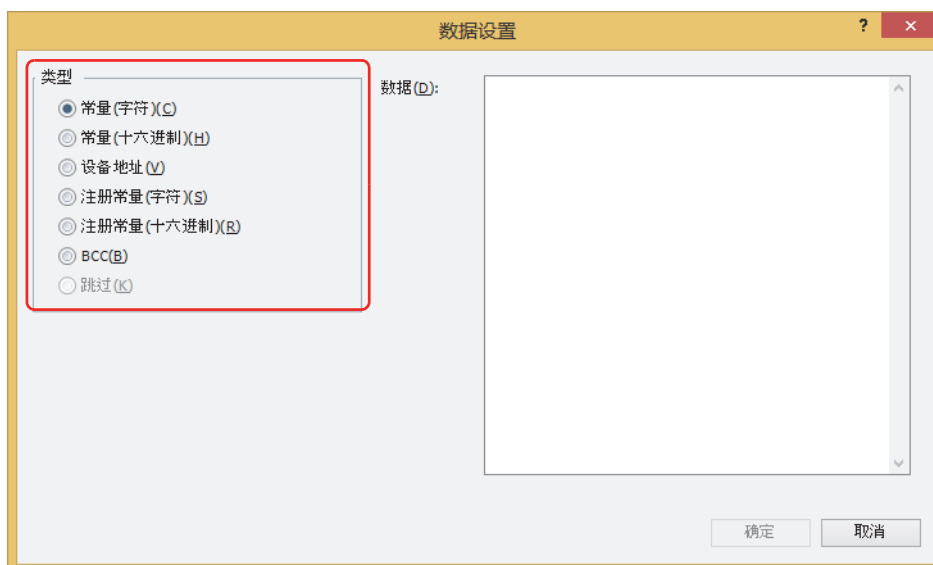 数据设置
?
类型
常量(字符)(C)
常量(十六进制)(H)
设备地址(V)
注册常量(字符)(S)
注册常量(十六进制)(R)
BCC(B)
跳过(K)
数据(D):
确定
取消